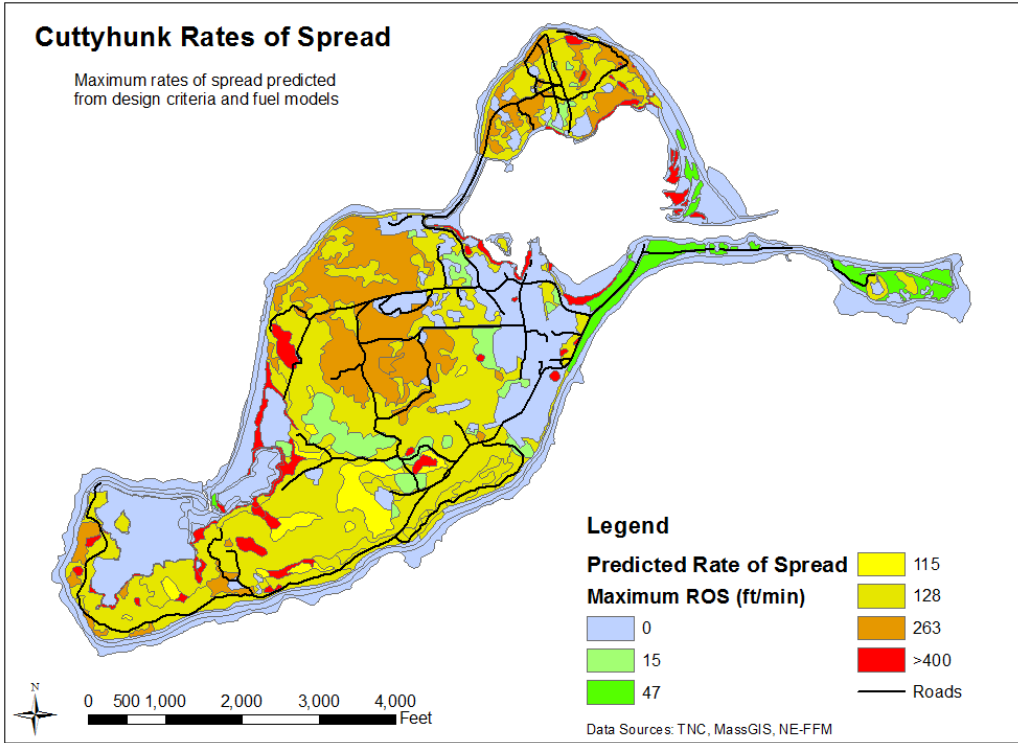 Cuttyhunk Rates of Spread
Maximum rates of spread predicted
from design criteria and fuel models
Legend
Predicted Rate of Spread
Maximum ROS (ft/min)
0
15
47
115
128
263
>400
Roads
N
0 500 1,000 2,000 3,000 4,000
Feet
Data Sources: TNC, MassGIS, NE-FFM